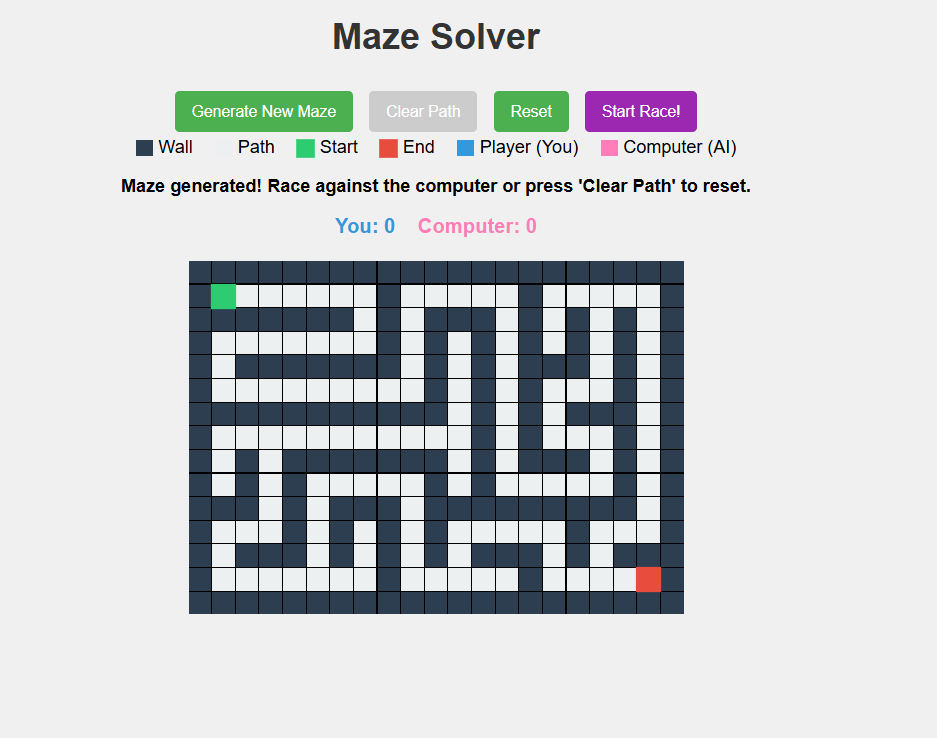 Maze Solver
Generate New Maze Clear Path Reset Start Race!
Wall Path Start End Player (You) Computer (AI)
Maze generated! Race against the computer or press 'Clear Path' to reset.
You: 0 Computer: 0